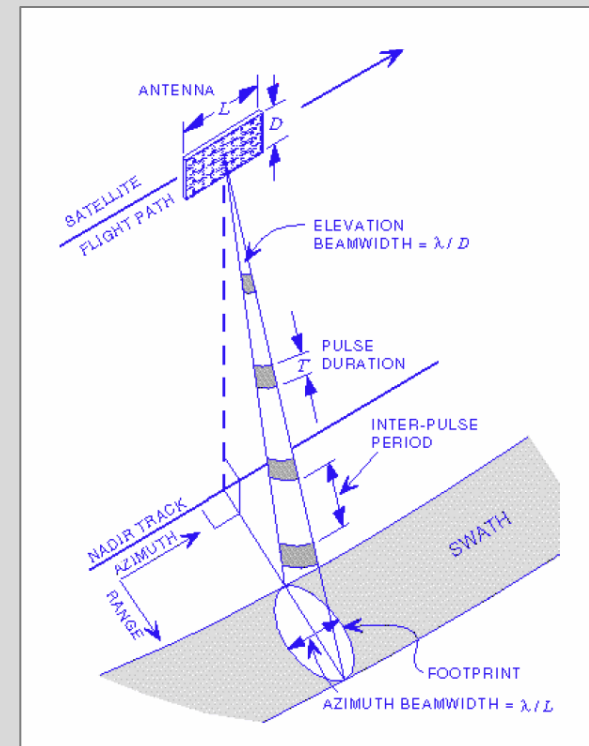 ANTENNA
L
D
SATELLITE
FLIGHT PATH
ELEVATION
BEAMWIDTH = λ / D
PULSE
DURATION
T
INTER-PULSE
PERIOD
NADIR TRACK
AZIMUTH
RANGE
SWATH
FOOTPRINT
AZIMUTH BEAMWIDTH = λ / L